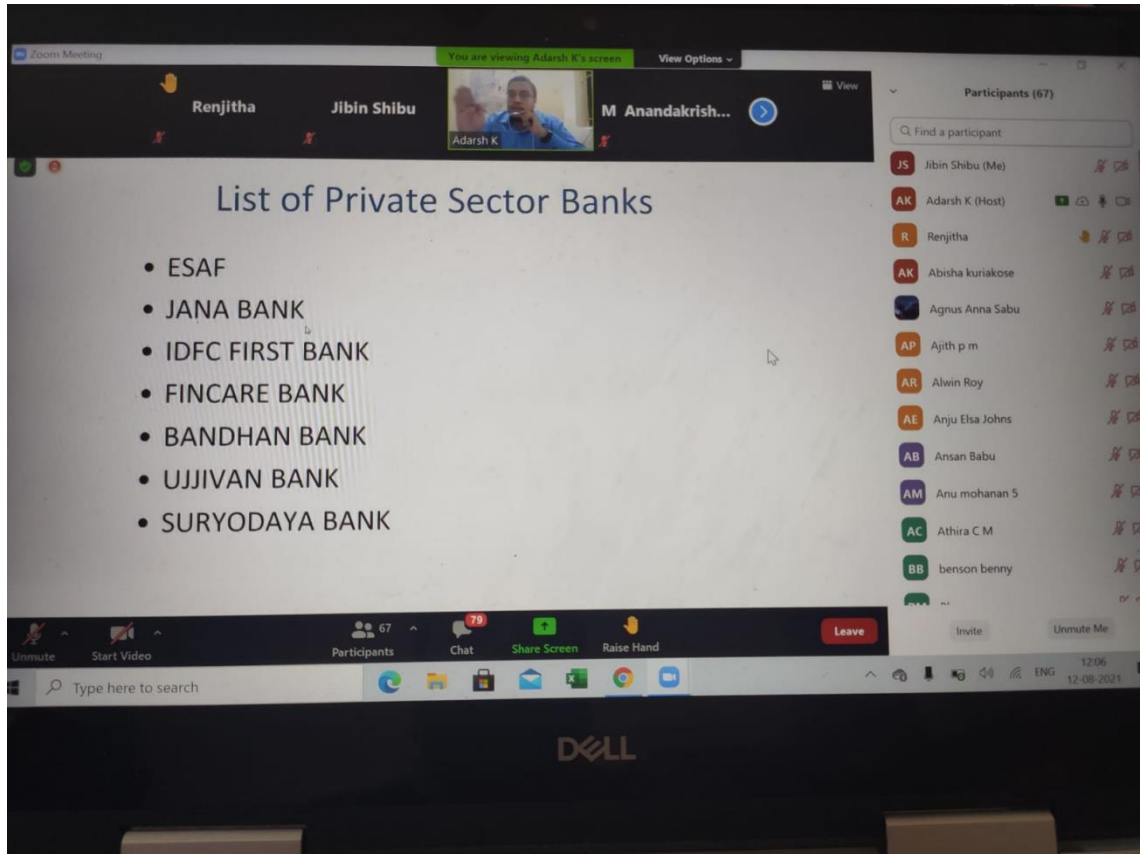 Zoom Meeting
You are viewing Adarsh K's screen
View Options
Renjitha
Jibin Shibu
Adarsh K
M Anandakrish...
View
Participants (67)
Find a participant
List of Private Sector Banks
• ESAF
• JANA BANK
• IDFC FIRST BANK
• FINCARE BANK
• BANDHAN BANK
• UJJIVAN BANK
• SURYODAYA BANK
JS Jibin Shibu (Me)
AK Adarsh K (Host)
R Renjitha
AK Abisha kuriakose
Agnus Anna Sabu
AP Ajith p m
AR Alwin Roy
AE Anju Elsa Johns
AB Ansan Babu
AM Anu mohanan 5
AC Athira C M
BB benson benny
Unmute
Start Video
67
Participants
79
Chat
Share Screen
Raise Hand
Leave
Invite
Unmute Me
Type here to search
ENG
12:06
12-08-2021
DELL